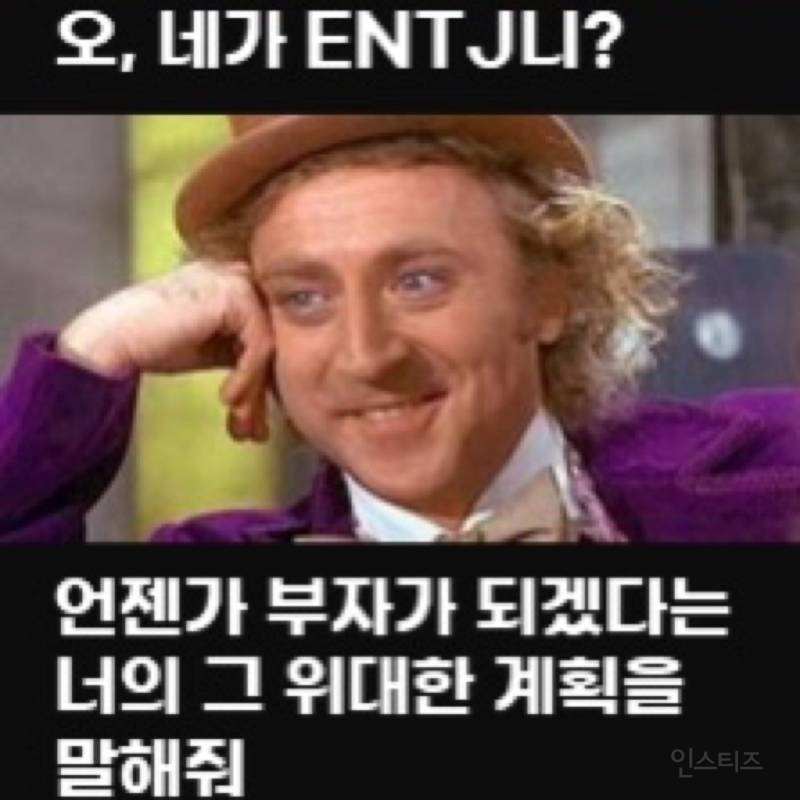 오, 네가 ENTJ니?
언젠가 부자가 되겠다는
너의 그 위대한 계획을
말해줘
인스티즈